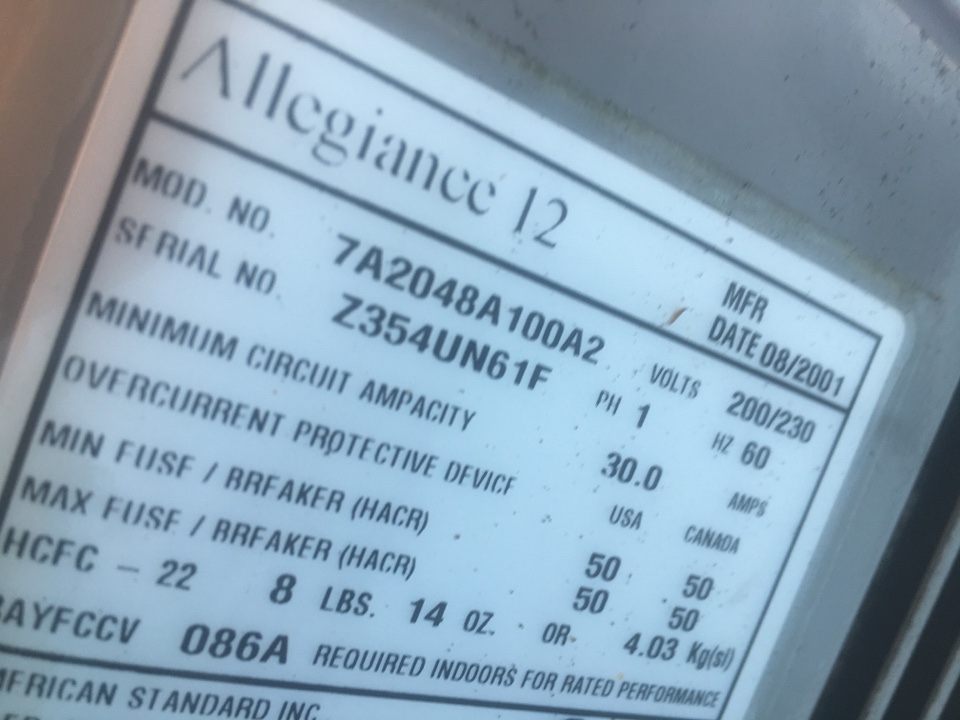 Allegiance 12
MFR
DATE 08/2001
MOD. NO. 7A2048A100A2 VOLTS 200/230
SERIAL NO. Z354UN61F PH 1 HZ 60
MINIMUM CIRCUIT AMPACITY 30.0 AMPS
OVERCURRENT PROTECTIVE DEVICE USA CANADA
MIN FUSE / BREAKER (HACR) 50 50
MAX FUSE / BREAKER (HACR) 50 50
HCFC - 22 8 LBS. 14 OZ. OR 4.03 Kg(si)
BAYFCCV 086A REQUIRED INDOORS FOR RATED PERFORMANCE
AMERICAN STANDARD INC.